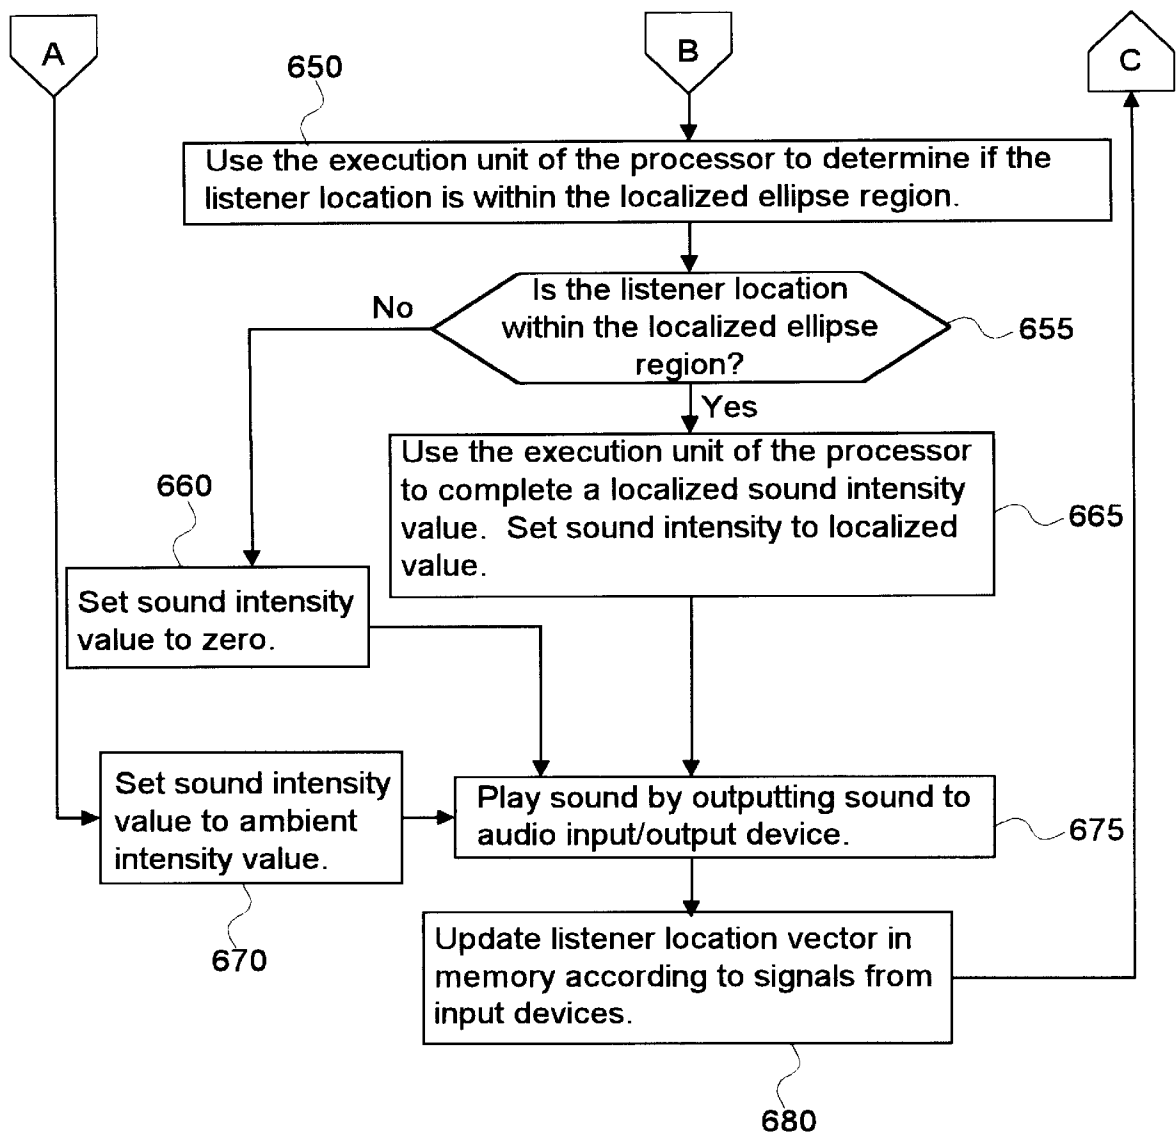 A
B
C
650
Use the execution unit of the processor to determine if the
listener location is within the localized ellipse region.
Is the listener location
within the localized ellipse
region?
No
655
Yes
Use the execution unit of the processor
to complete a localized sound intensity
value. Set sound intensity to localized
value.
660
665
Set sound intensity
value to zero.
Set sound intensity
value to ambient
intensity value.
Play sound by outputting sound to
audio input/output device.
675
670
Update listener location vector in
memory according to signals from
input devices.
680